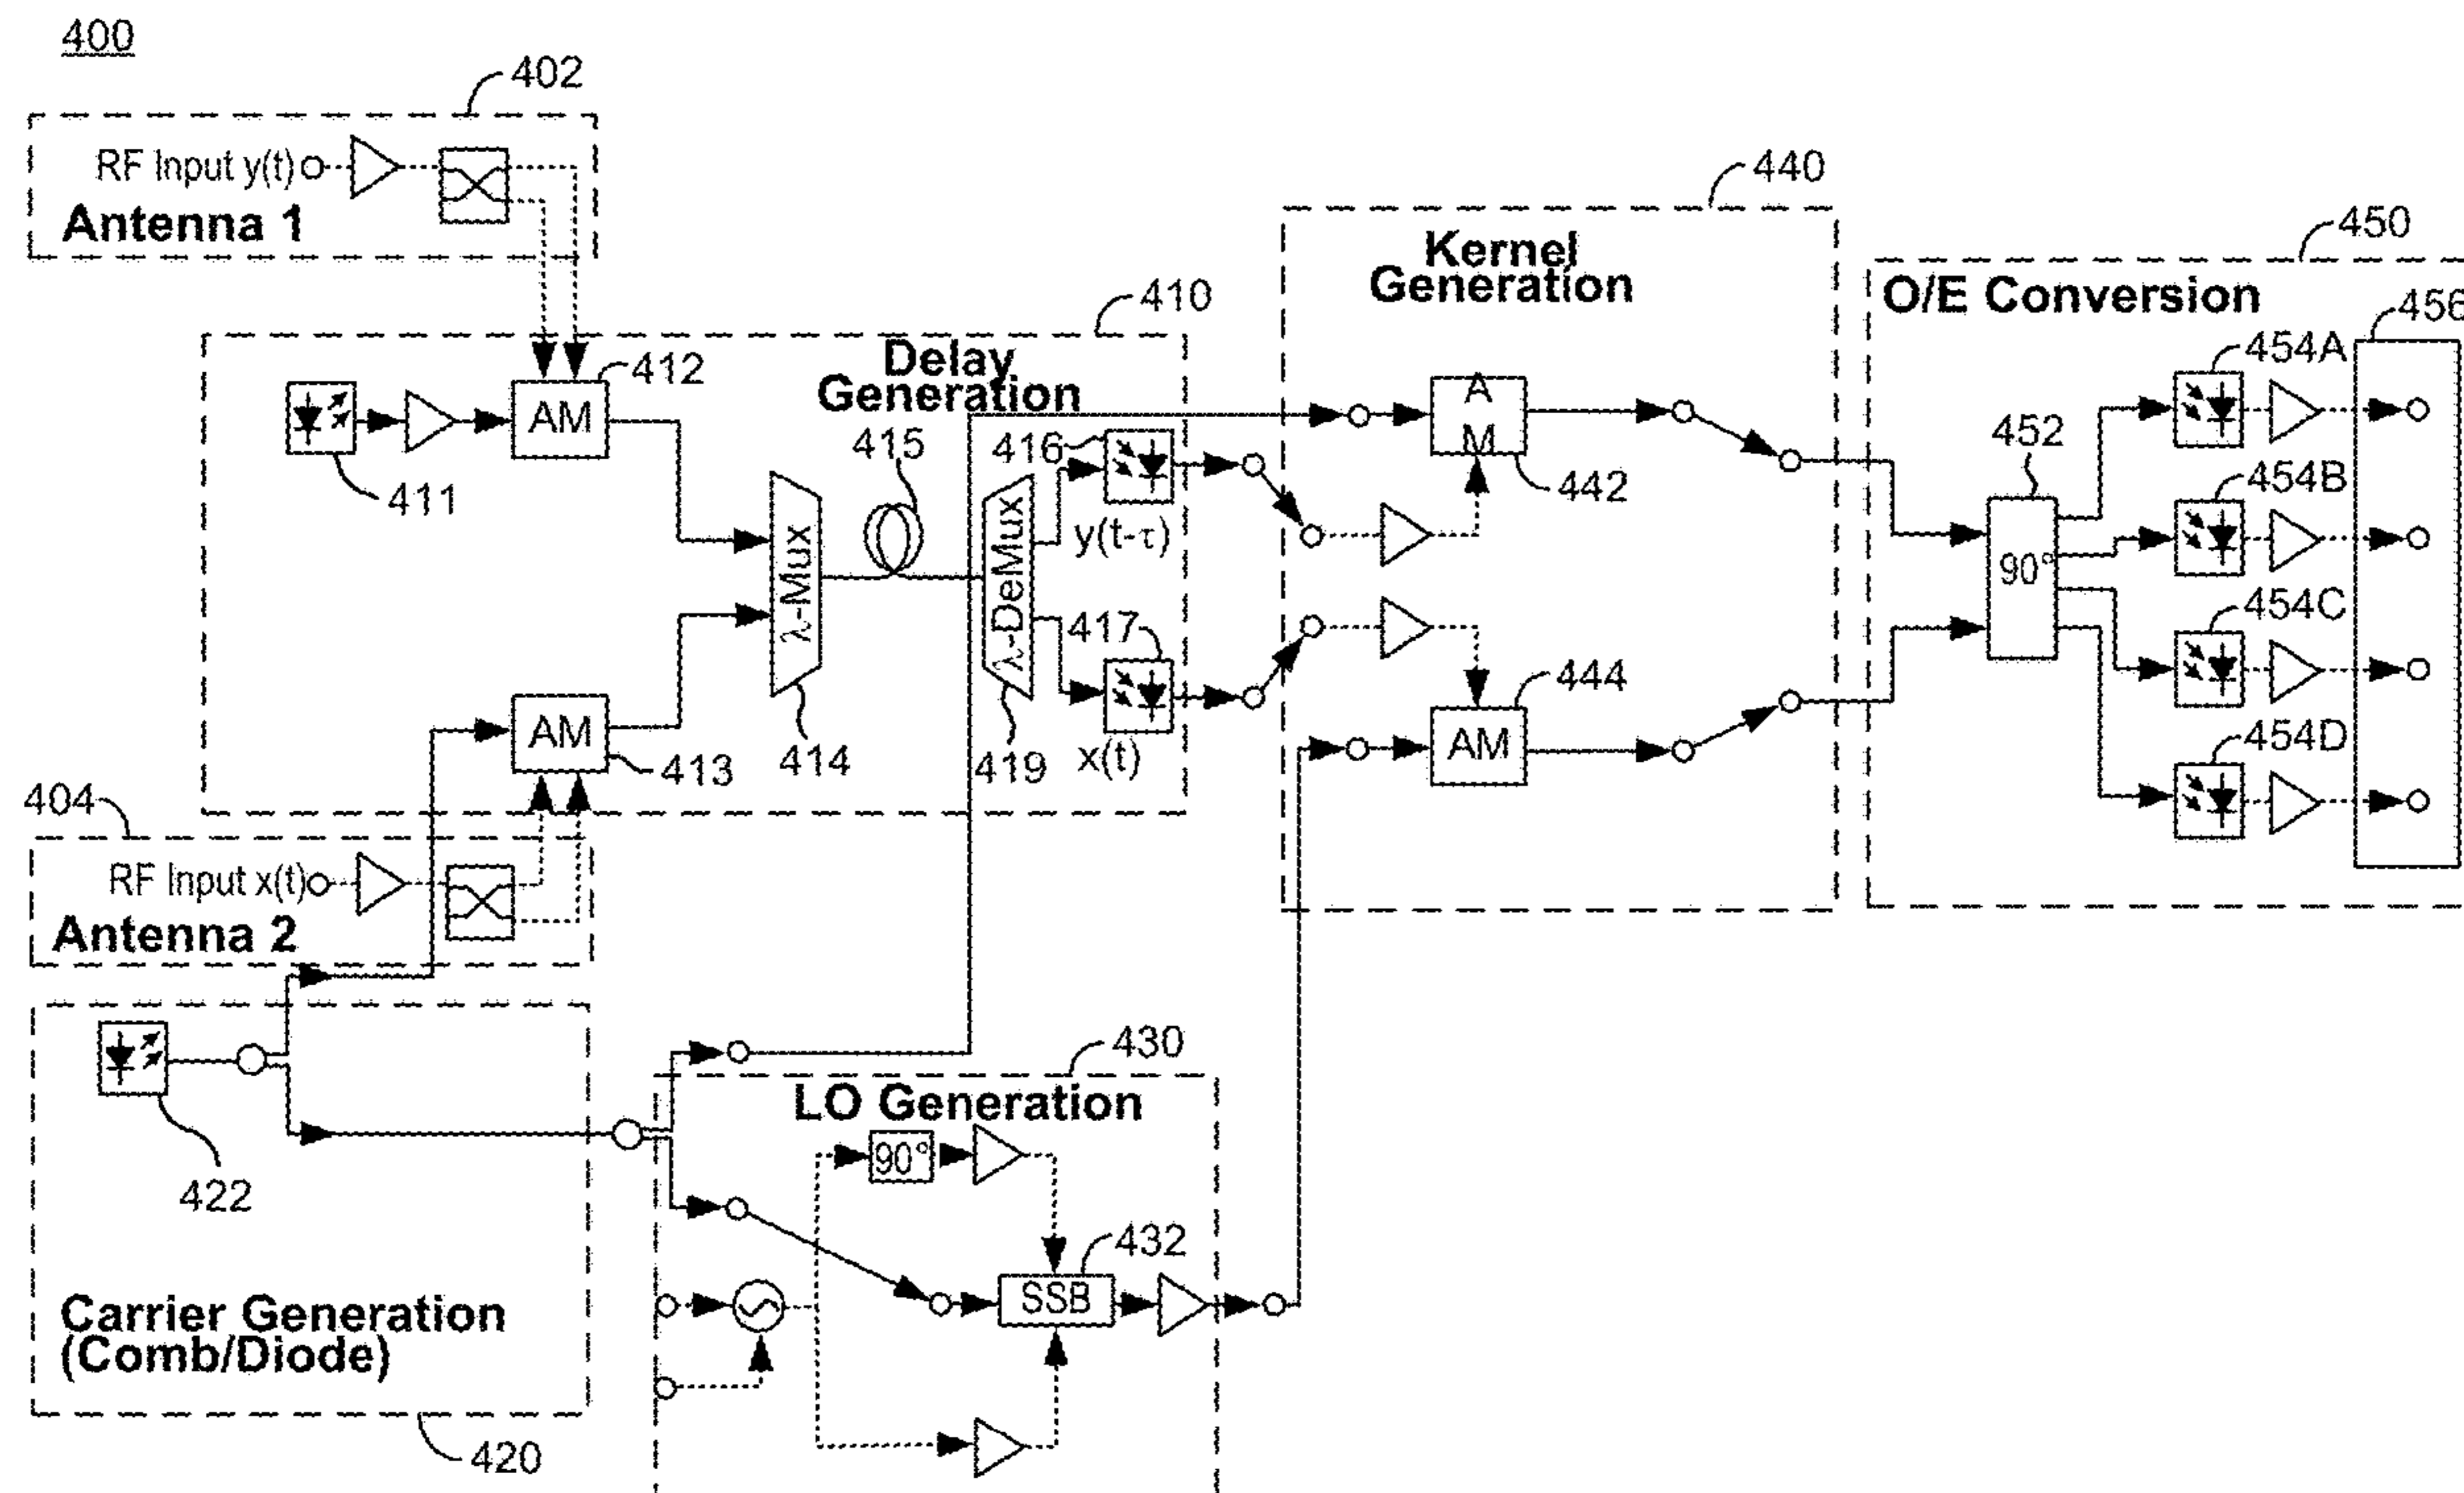 400
402
RF Input y(t)
Antenna 1
440
450
Kernel
Generation
O/E Conversion
410
456
Delay
Generation
412
AM
411
415
416
y(t-τ)
A
M
442
454A
452
454B
90°
λ-Mux
λ-DeMux
454C
417
444
AM
413
414
419
x(t)
AM
454D
404
RF Input x(t)
Antenna 2
430
LO Generation
422
90°
432
SSB
Carrier Generation
(Comb/Diode)
420